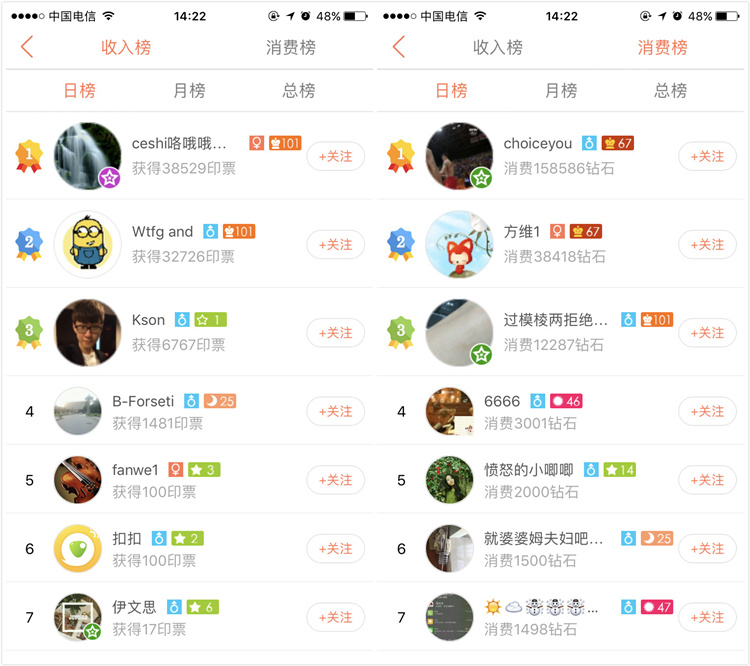 中国电信 14:22 48%
收入榜 消费榜
日榜 月榜 总榜
1 ceshi咯哦哦... 101 +关注
获得38529印票
2 Wtfg and 101 +关注
获得32726印票
3 Kson 1 +关注
获得6767印票
4 B-Forseti 25 +关注
获得1481印票
5 fanwe1 3 +关注
获得100印票
6 扣扣 2 +关注
获得100印票
7 伊文思 6 +关注
获得17印票
中国电信 14:22 48%
收入榜 消费榜
日榜 月榜 总榜
1 choiceyou 67 +关注
消费158586钻石
2 方维1 67 +关注
消费38418钻石
3 过模棱两拒绝... 101 +关注
消费12287钻石
4 6666 46 +关注
消费3001钻石
5 愤怒的小唧唧 14 +关注
消费2000钻石
6 就婆婆姆夫妇吧... 25 +关注
消费1500钻石
7 ☀️☁️☃️☃️☃️... 47 +关注
消费1498钻石